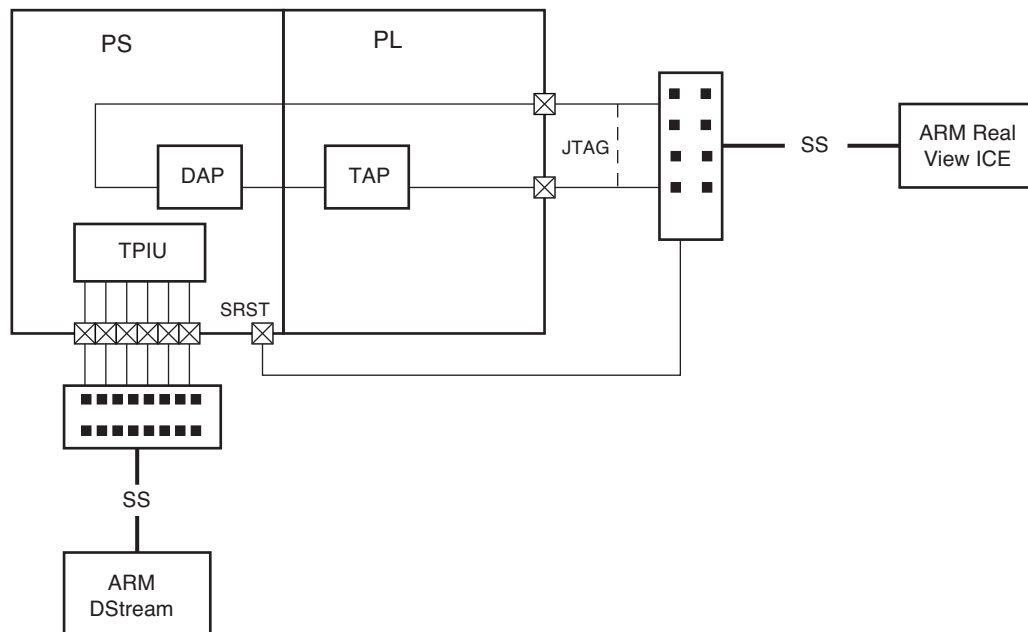 PS
PL
JTAG
SS
ARM Real
View ICE
DAP
TAP
TPIU
SRST
SS
ARM
DStream